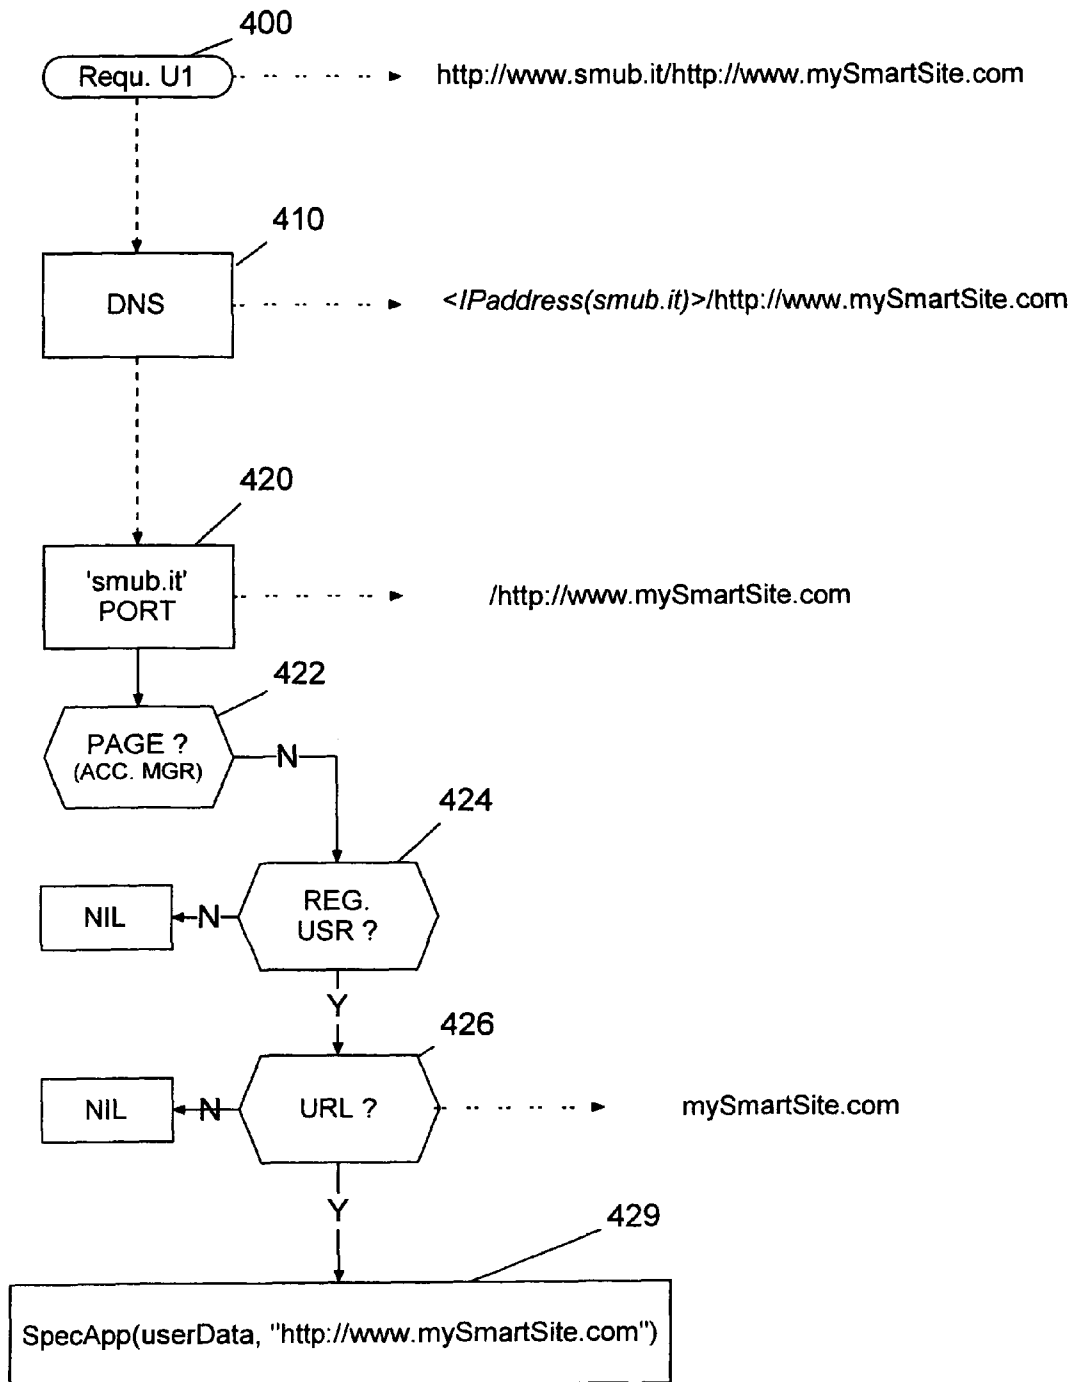 400
Requ. U1
http://www.smub.it/http://www.mySmartSite.com
410
DNS
<IPaddress(smub.it)>/http://www.mySmartSite.com
420
'smub.it'
PORT
/http://www.mySmartSite.com
422
PAGE ?
(ACC. MGR)
N
424
REG.
USR ?
N
NIL
Y
426
URL ?
N
NIL
mySmartSite.com
Y
429
SpecApp(userData, "http://www.mySmartSite.com")